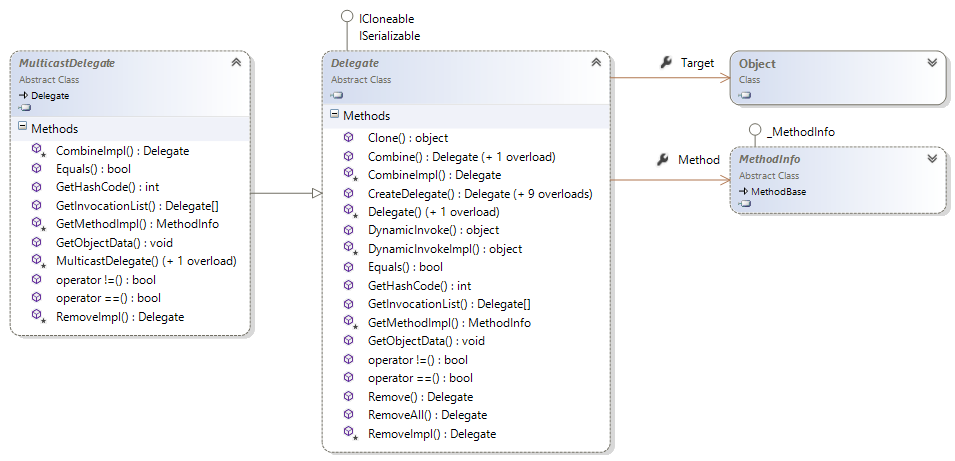 MulticastDelegate
Abstract Class
Delegate
Methods
CombineImpl() : Delegate
Equals() : bool
GetHashCode() : int
GetInvocationList() : Delegate[]
GetMethodImpl() : MethodInfo
GetObjectData() : void
MulticastDelegate() (+ 1 overload)
operator !=() : bool
operator ==() : bool
RemoveImpl() : Delegate
ICloneable
ISerializable
Delegate
Abstract Class
Methods
Clone() : object
Combine() : Delegate (+ 1 overload)
CombineImpl() : Delegate
CreateDelegate() : Delegate (+ 9 overloads)
Delegate() (+ 1 overload)
DynamicInvoke() : object
DynamicInvokeImpl() : object
Equals() : bool
GetHashCode() : int
GetInvocationList() : Delegate[]
GetMethodImpl() : MethodInfo
GetObjectData() : void
operator !=() : bool
operator ==() : bool
Remove() : Delegate
RemoveAll() : Delegate
RemoveImpl() : Delegate
Target
Object
Class
_MethodInfo
Method
MethodInfo
Abstract Class
MethodBase